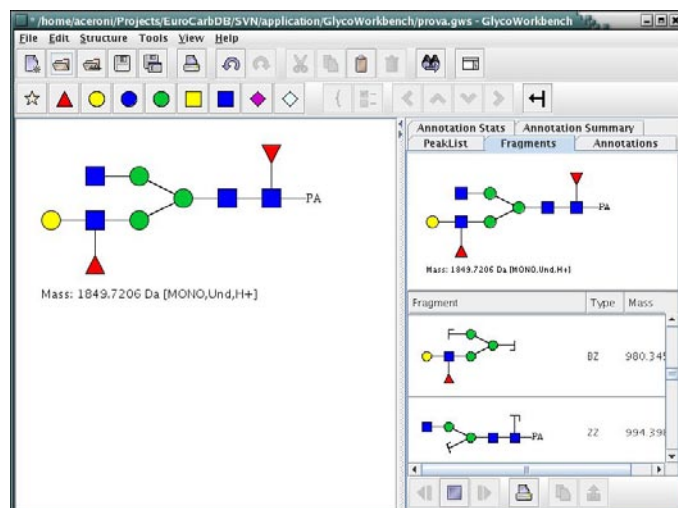 */home/aceroni/Projects/EuroCarbDB/SVN/application/GlycoWorkbench/prova.gws - GlycoWorkbench
File Edit Structure Tools View Help
Annotation Stats Annotation Summary
PeakList Fragments Annotations
PA
Mass: 1849.7206 Da [MONO,Und,H+]
PA
Mass: 1849.7206 Da [MONO,Und,H+]
Fragment Type Mass
BZ 980.345
PA ZZ 994.398